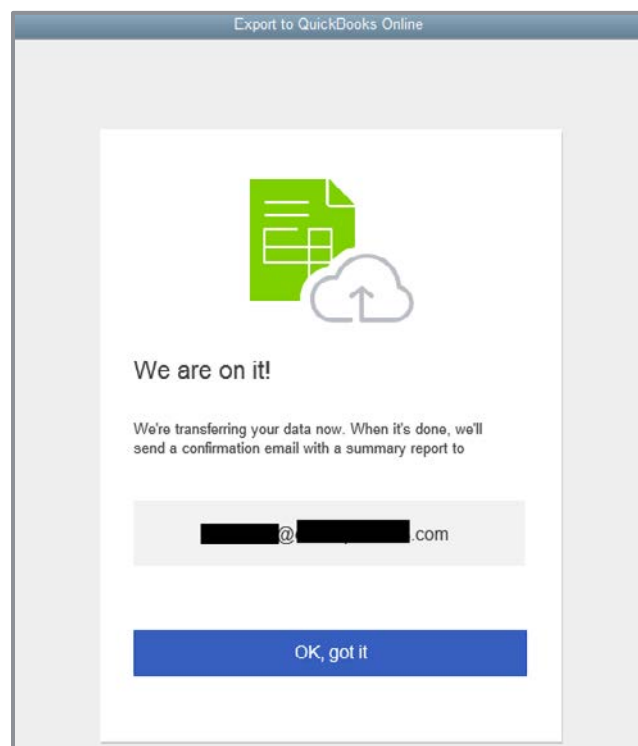 Export to QuickBooks Online
We are on it!
We're transferring your data now. When it's done, we'll
send a confirmation email with a summary report to
@ .com
OK, got it